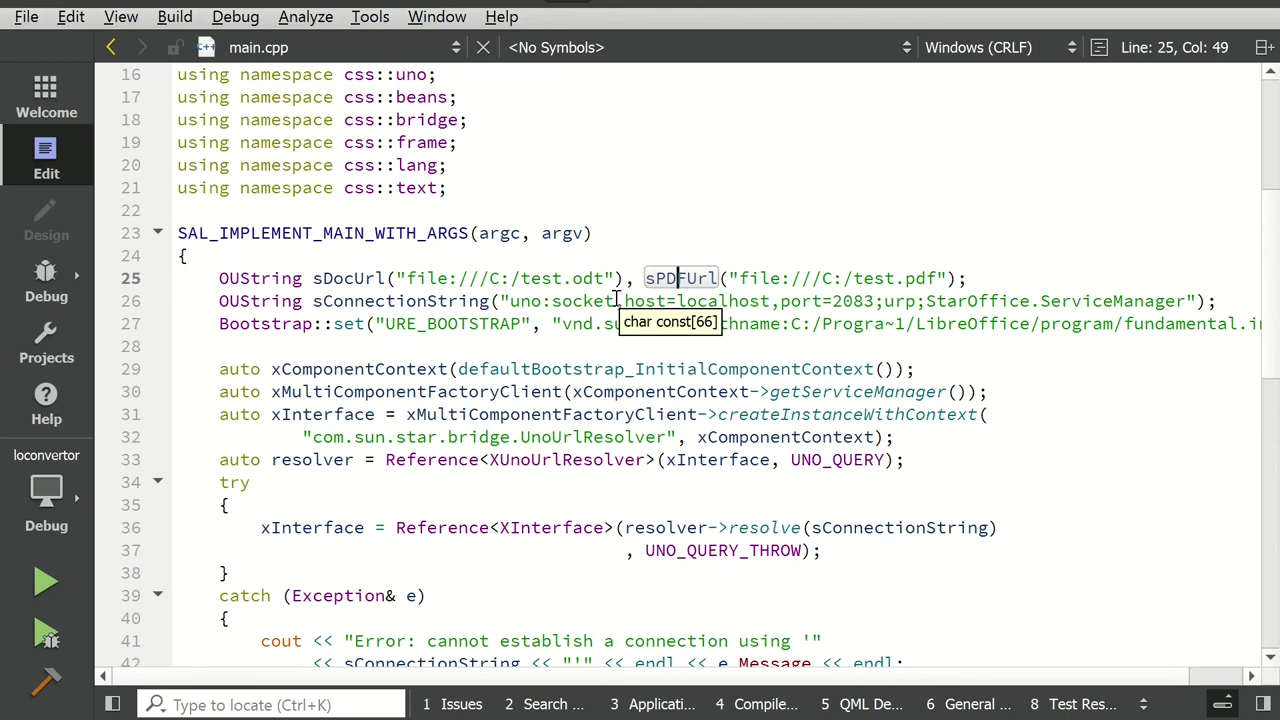 File Edit View Build Debug Analyze Tools Window Help
main.cpp <No Symbols> Windows (CRLF) Line: 25, Col: 49
Welcome
Edit
Design
Debug
Projects
Help
loconvertor
Debug
16 using namespace css::uno;
17 using namespace css::beans;
18 using namespace css::bridge;
19 using namespace css::frame;
20 using namespace css::lang;
21 using namespace css::text;
22
23 SAL_IMPLEMENT_MAIN_WITH_ARGS(argc, argv)
24 {
25 OUString sDocUrl("file:///C:/test.odt"), sPDFUrl("file:///C:/test.pdf");
26 OUString sConnectionString("uno:socket,host=localhost,port=2083;urp;StarOffice.ServiceManager");
27 Bootstrap::set("URE_BOOTSTRAP", "vnd.su chname:C:/Progra~1/LibreOffice/program/fundamental.in
char const[66]
28
29 auto xComponentContext(defaultBootstrap_InitialComponentContext());
30 auto xMultiComponentFactoryClient(xComponentContext->getServiceManager());
31 auto xInterface = xMultiComponentFactoryClient->createInstanceWithContext(
32 "com.sun.star.bridge.UnoUrlResolver", xComponentContext);
33 auto resolver = Reference<XUnoUrlResolver>(xInterface, UNO_QUERY);
34 try
35 {
36 xInterface = Reference<XInterface>(resolver->resolve(sConnectionString)
37 , UNO_QUERY_THROW);
38 }
39 catch (Exception& e)
40 {
41 cout << "Error: cannot establish a connection using '"
42 << sConnectionString << "'" << endl << e.Message << endl;
Type to locate (Ctrl+K) 1 Issues 2 Search ... 3 Applicati... 4 Compile... 5 QML De... 6 General ... 8 Test Res...